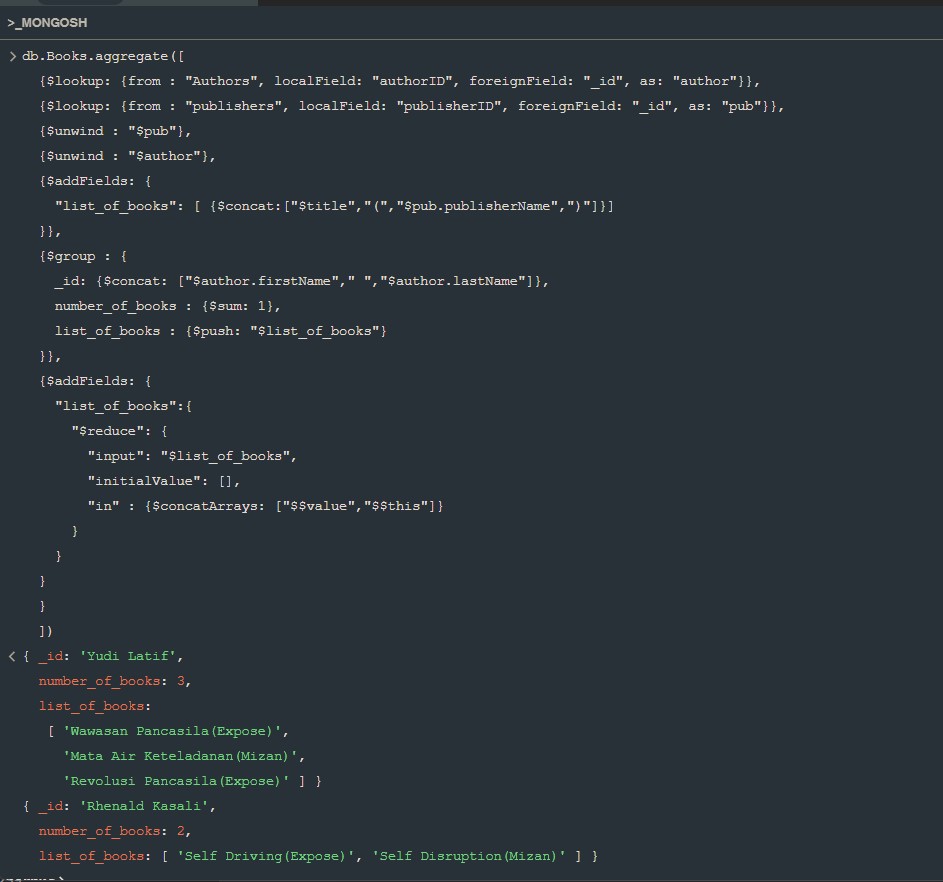 >_MONGOSH
> db.Books.aggregate([
{$lookup: {from : "Authors", localField: "authorID", foreignField: "_id", as: "author"}},
{$lookup: {from : "publishers", localField: "publisherID", foreignField: "_id", as: "pub"}},
{$unwind : "$pub"},
{$unwind : "$author"},
{$addFields: {
"list_of_books": [ {$concat:["$title","(","$pub.publisherName",")"]}]
}},
{$group : {
_id: {$concat: ["$author.firstName"," ","$author.lastName"]},
number_of_books : {$sum: 1},
list_of_books : {$push: "$list_of_books"}
}},
{$addFields: {
"list_of_books":{
"$reduce": {
"input": "$list_of_books",
"initialValue": [],
"in" : {$concatArrays: ["$$value","$$this"]}
}
}
}
}
])
< { _id: 'Yudi Latif',
number_of_books: 3,
list_of_books:
[ 'Wawasan Pancasila(Expose)',
'Mata Air Keteladanan(Mizan)',
'Revolusi Pancasila(Expose)' ] }
{ _id: 'Rhenald Kasali',
number_of_books: 2,
list_of_books: [ 'Self Driving(Expose)', 'Self Disruption(Mizan)' ] }